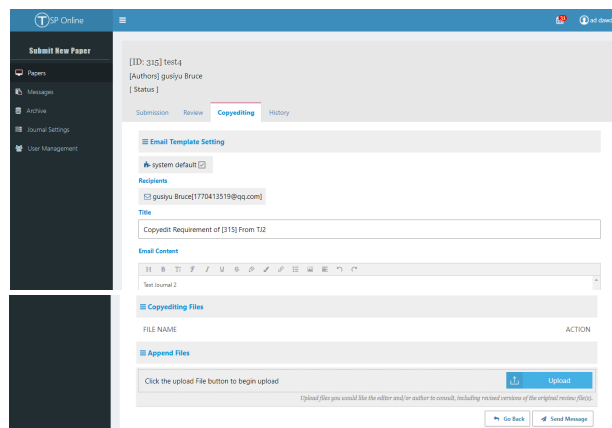 TSP Online
31
ad dawd
Submit New Paper
Papers
Messages
Archive
Journal Settings
User Management
[ID: 315] test4
[Authors] gusiyu Bruce
[ Status ]
Submission Review Copyediting History
Email Template Setting
system default
Recipients
gusiyu Bruce[1770413519@qq.com]
Title
Copyedit Requirement of [315] From TJ2
Email Content
Test Journal 2
Copyediting Files
FILE NAME ACTION
Append Files
Click the upload File button to begin upload
Upload
Upload files you would like the editor and/or author to consult, including revised versions of the original review file(s).
Go Back
Send Message